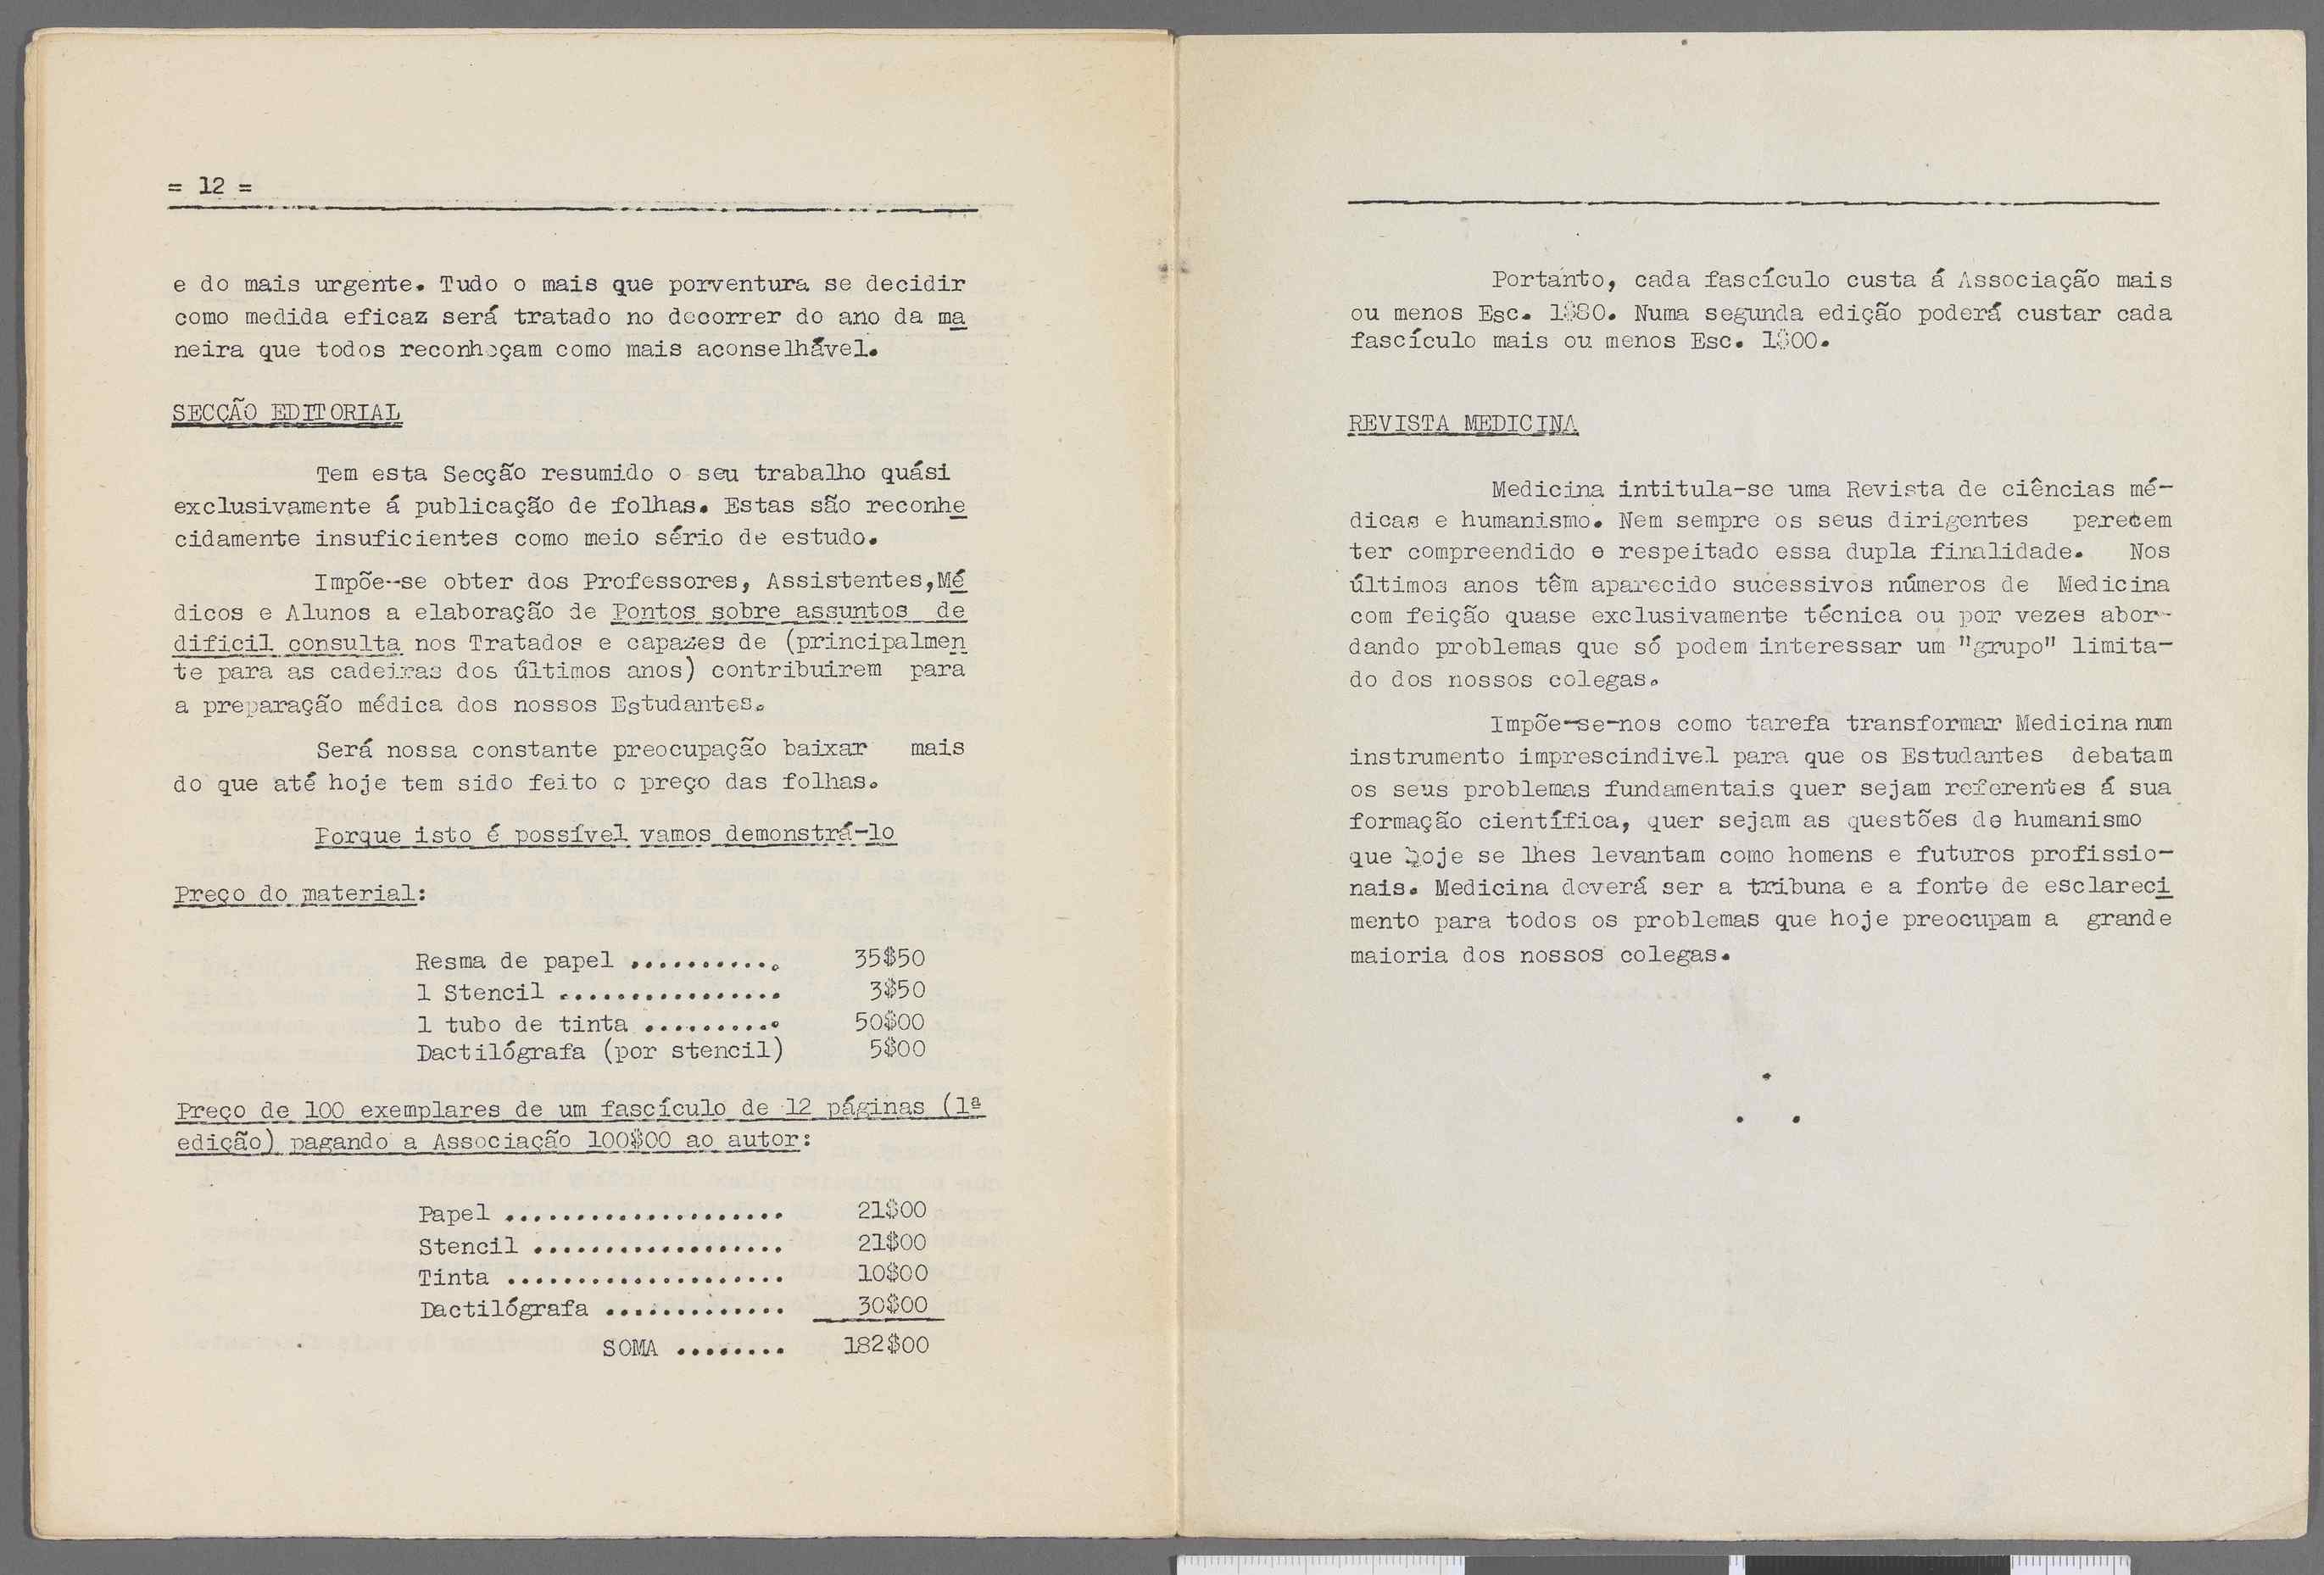 = 12 =
e do mais urgente. Tudo o mais que porventura se decidir
como medida eficaz será tratado no decorrer do ano da ma
neira que todos reconheçam como mais aconselhável.
SECÇÃO EDITORIAL
Tem esta Secção resumido o seu trabalho quási
exclusivamente á publicação de folhas. Estas são reconhe
cidamente insuficientes como meio sério de estudo.
Impõe-se obter dos Professores, Assistentes,Mé
dicos e Alunos a elaboração de Pontos sobre assuntos de
dificil consulta nos Tratados e capazes de (principalmen
te para as cadeiras dos últimos anos) contribuirem para
a preparação médica dos nossos Estudantes.
Será nossa constante preocupação baixar mais
do que até hoje tem sido feito o preço das folhas.
Porque isto é possível vamos demonstrá-lo
Preço do material:
Resma de papel ........... 35$50
1 Stencil ................ 3$50
1 tubo de tinta .......... 50$00
Dactilógrafa (por stencil) 5$00
Preço de 100 exemplares de um fascículo de 12 páginas (1ª
edição) pagando a Associação 100$00 ao autor:
Papel .................... 21$00
Stencil .................. 21$00
Tinta .................... 10$00
Dactilógrafa ............. 30$00
SOMA ........ 182$00
Portanto, cada fascículo custa á Associação mais
ou menos Esc. 1$80. Numa segunda edição poderá custar cada
fascículo mais ou menos Esc. 1$00.
REVISTA MEDICINA
Medicina intitula-se uma Revista de ciências mé-
dicas e humanismo. Nem sempre os seus dirigentes parecem
ter compreendido e respeitado essa dupla finalidade. Nos
últimos anos têm aparecido sucessivos números de Medicina
com feição quase exclusivamente técnica ou por vezes abor-
dando problemas que só podem interessar um "grupo" limita-
do dos nossos colegas.
Impõe-se-nos como tarefa transformar Medicina num
instrumento imprescindivel para que os Estudantes debatam
os seus problemas fundamentais quer sejam referentes á sua
formação científica, quer sejam as questões de humanismo
que hoje se lhes levantam como homens e futuros profissio-
nais. Medicina deverá ser a tribuna e a fonte de esclareci
mento para todos os problemas que hoje preocupam a grande
maioria dos nossos colegas.